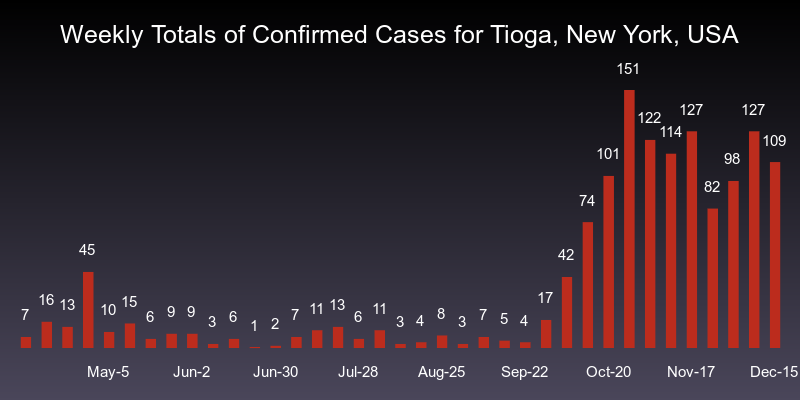 Weekly Totals of Confirmed Cases for Tioga, New York, USA
7 16 13 45 10 15 6 9 9 3 6 1 2 7 11 13 6 11 3 4 8 3 7 5 4 17 42 74 101 151 122 114 127 82 98 127 109
May-5 Jun-2 Jun-30 Jul-28 Aug-25 Sep-22 Oct-20 Nov-17 Dec-15